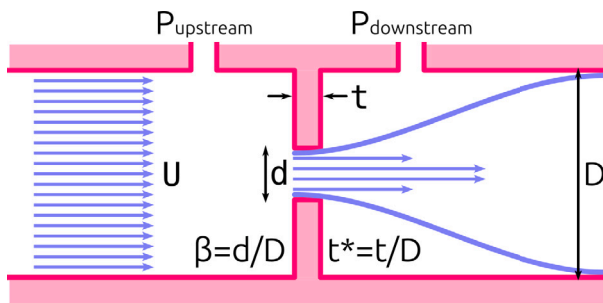 Pupstream Pdownstream
t
U d D
β=d/D t*=t/D